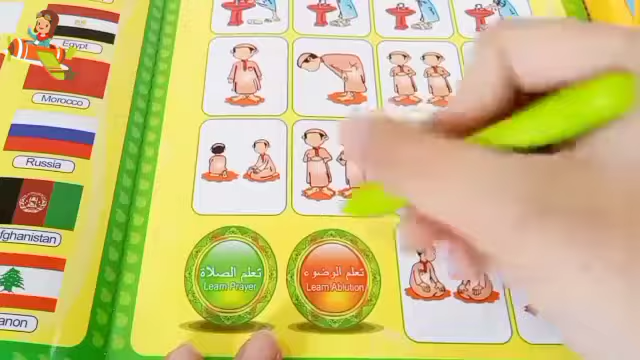 Egypt
Morocco
Russia
fghanistan
anon
تعلم الصلاة
Learn Prayer
تعلم الوضوء
Learn Ablution